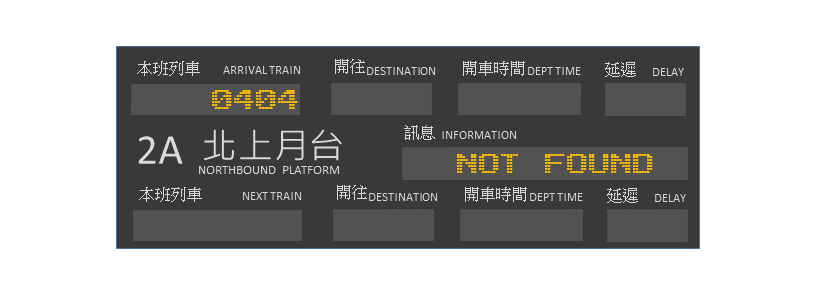 本班列車 ARRIVAL TRAIN 開往 DESTINATION 開車時間 DEPT TIME 延遲 DELAY
0404
2A 北上月台 訊息 INFORMATION
NORTHBOUND PLATFORM NOT FOUND
本班列車 NEXT TRAIN 開往 DESTINATION 開車時間 DEPT TIME 延遲 DELAY